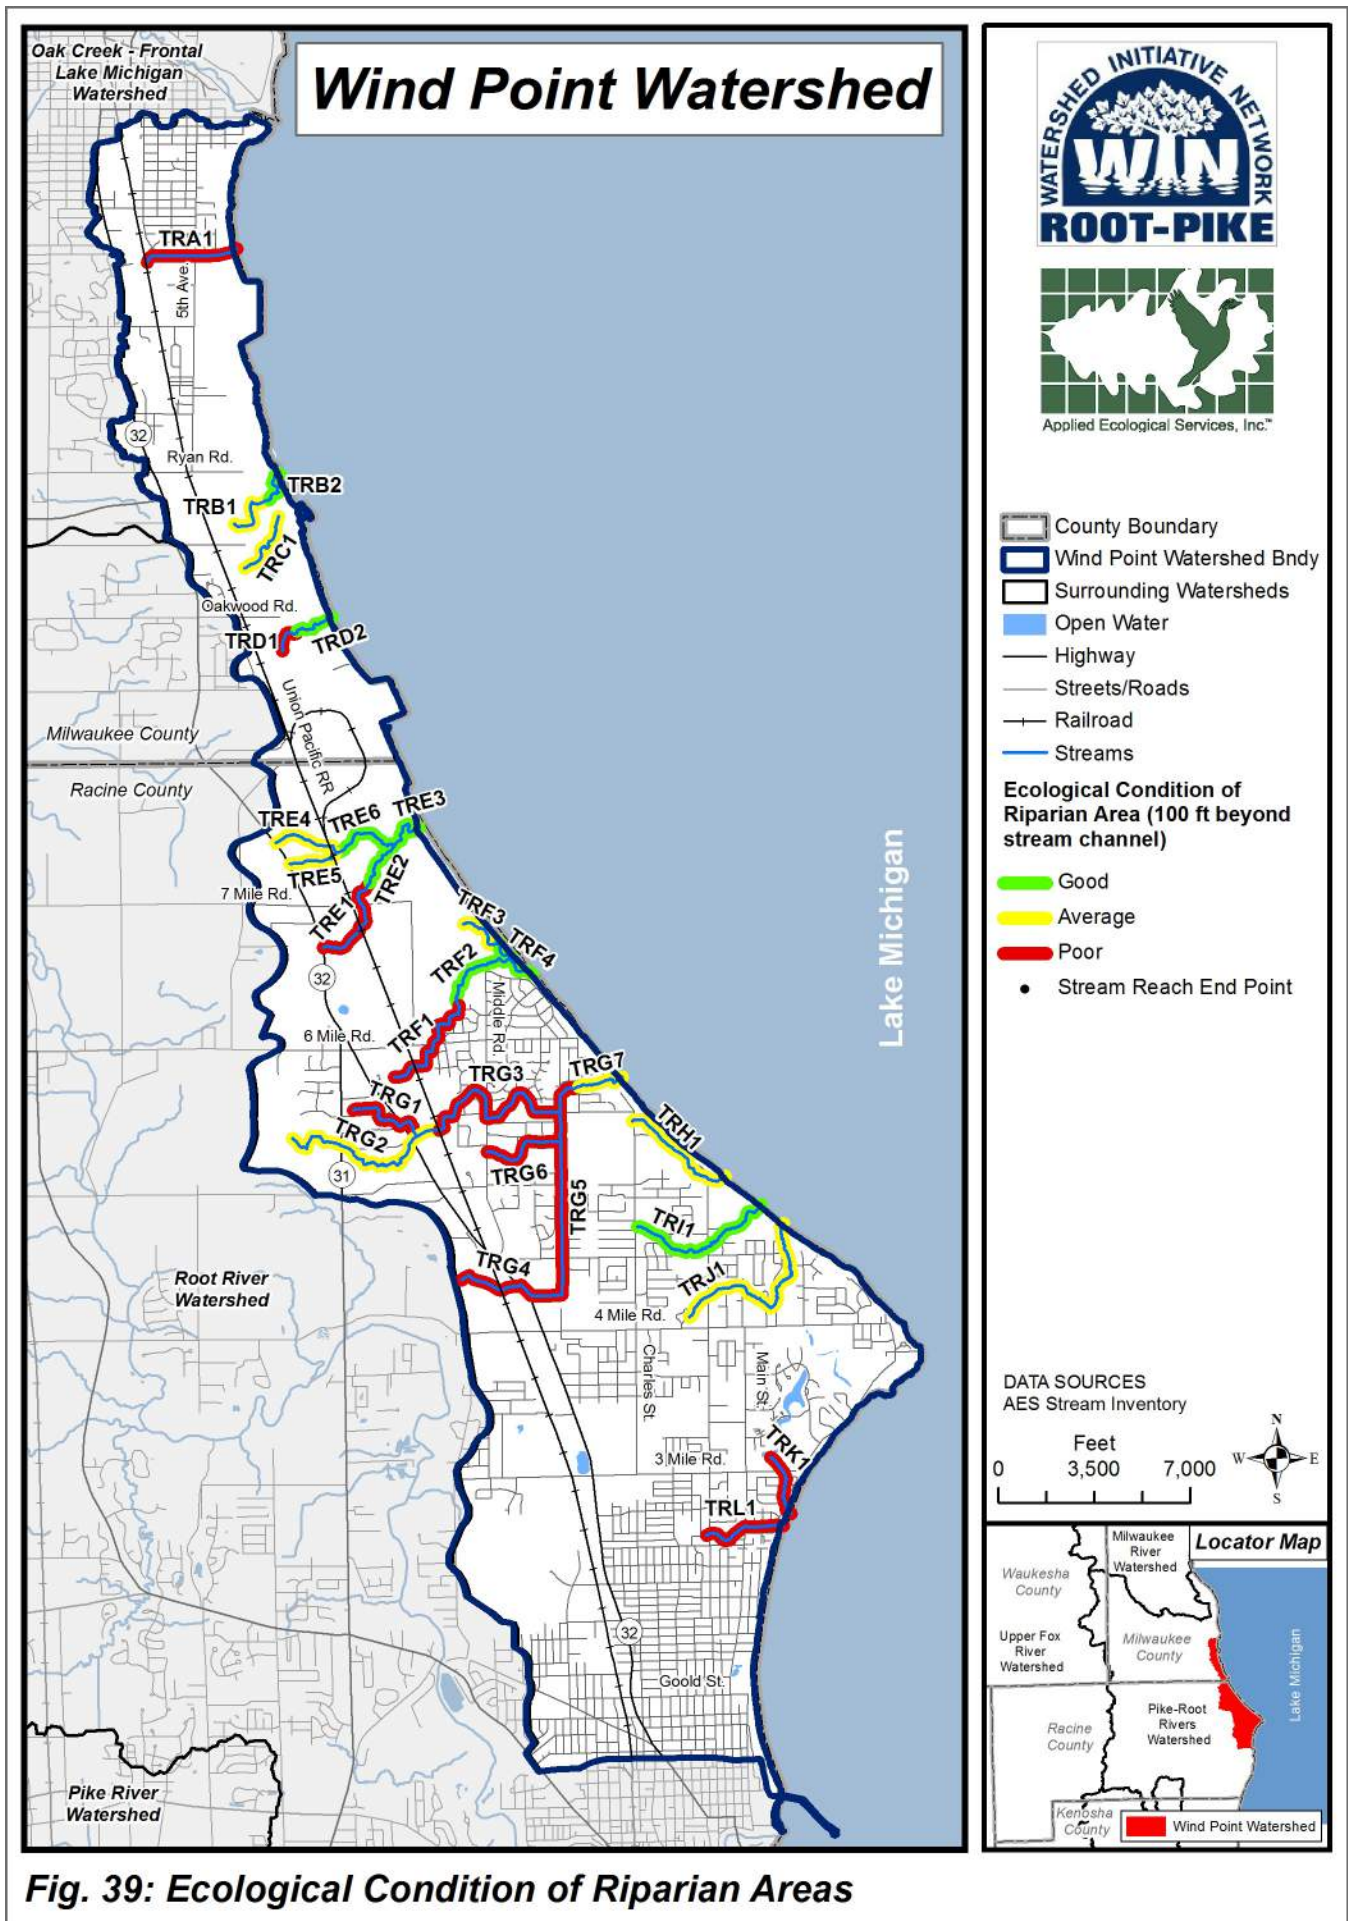 Wind Point Watershed
Oak Creek - Frontal
Lake Michigan
Watershed
TRA1
5th Ave.
32
Ryan Rd.
TRB2
TRB1
TRC1
Oakwood Rd.
TRD1
TRD2
Union Pacific RR
Milwaukee County
Racine County
TRE4
TRE6
TRE3
TRE5
TRE2
7 Mile Rd.
TRE1
TRF3
TRF4
TRF2
32
Middle Rd.
6 Mile Rd.
TRF1
TRG3
TRG7
TRG1
TRG2
TRH1
31
TRG6
TRG5
TRI1
TRG4
TRJ1
Root River
Watershed
4 Mile Rd.
Charles St.
Main St.
3 Mile Rd.
TRK1
TRL1
32
Goold St.
Pike River
Watershed
Lake Michigan
WATERSHED INITIATIVE NETWORK
WIN
ROOT-PIKE
Applied Ecological Services, Inc.™
County Boundary
Wind Point Watershed Bndy
Surrounding Watersheds
Open Water
Highway
Streets/Roads
Railroad
Streams
Ecological Condition of
Riparian Area (100 ft beyond
stream channel)
Good
Average
Poor
Stream Reach End Point
DATA SOURCES
AES Stream Inventory
Feet
0 3,500 7,000
N
W E
S
Locator Map
Milwaukee
River
Watershed
Waukesha
County
Upper Fox
River
Watershed
Milwaukee
County
Lake Michigan
Pike-Root
Rivers
Watershed
Racine
County
Kenosha
County
Wind Point Watershed
Fig. 39: Ecological Condition of Riparian Areas